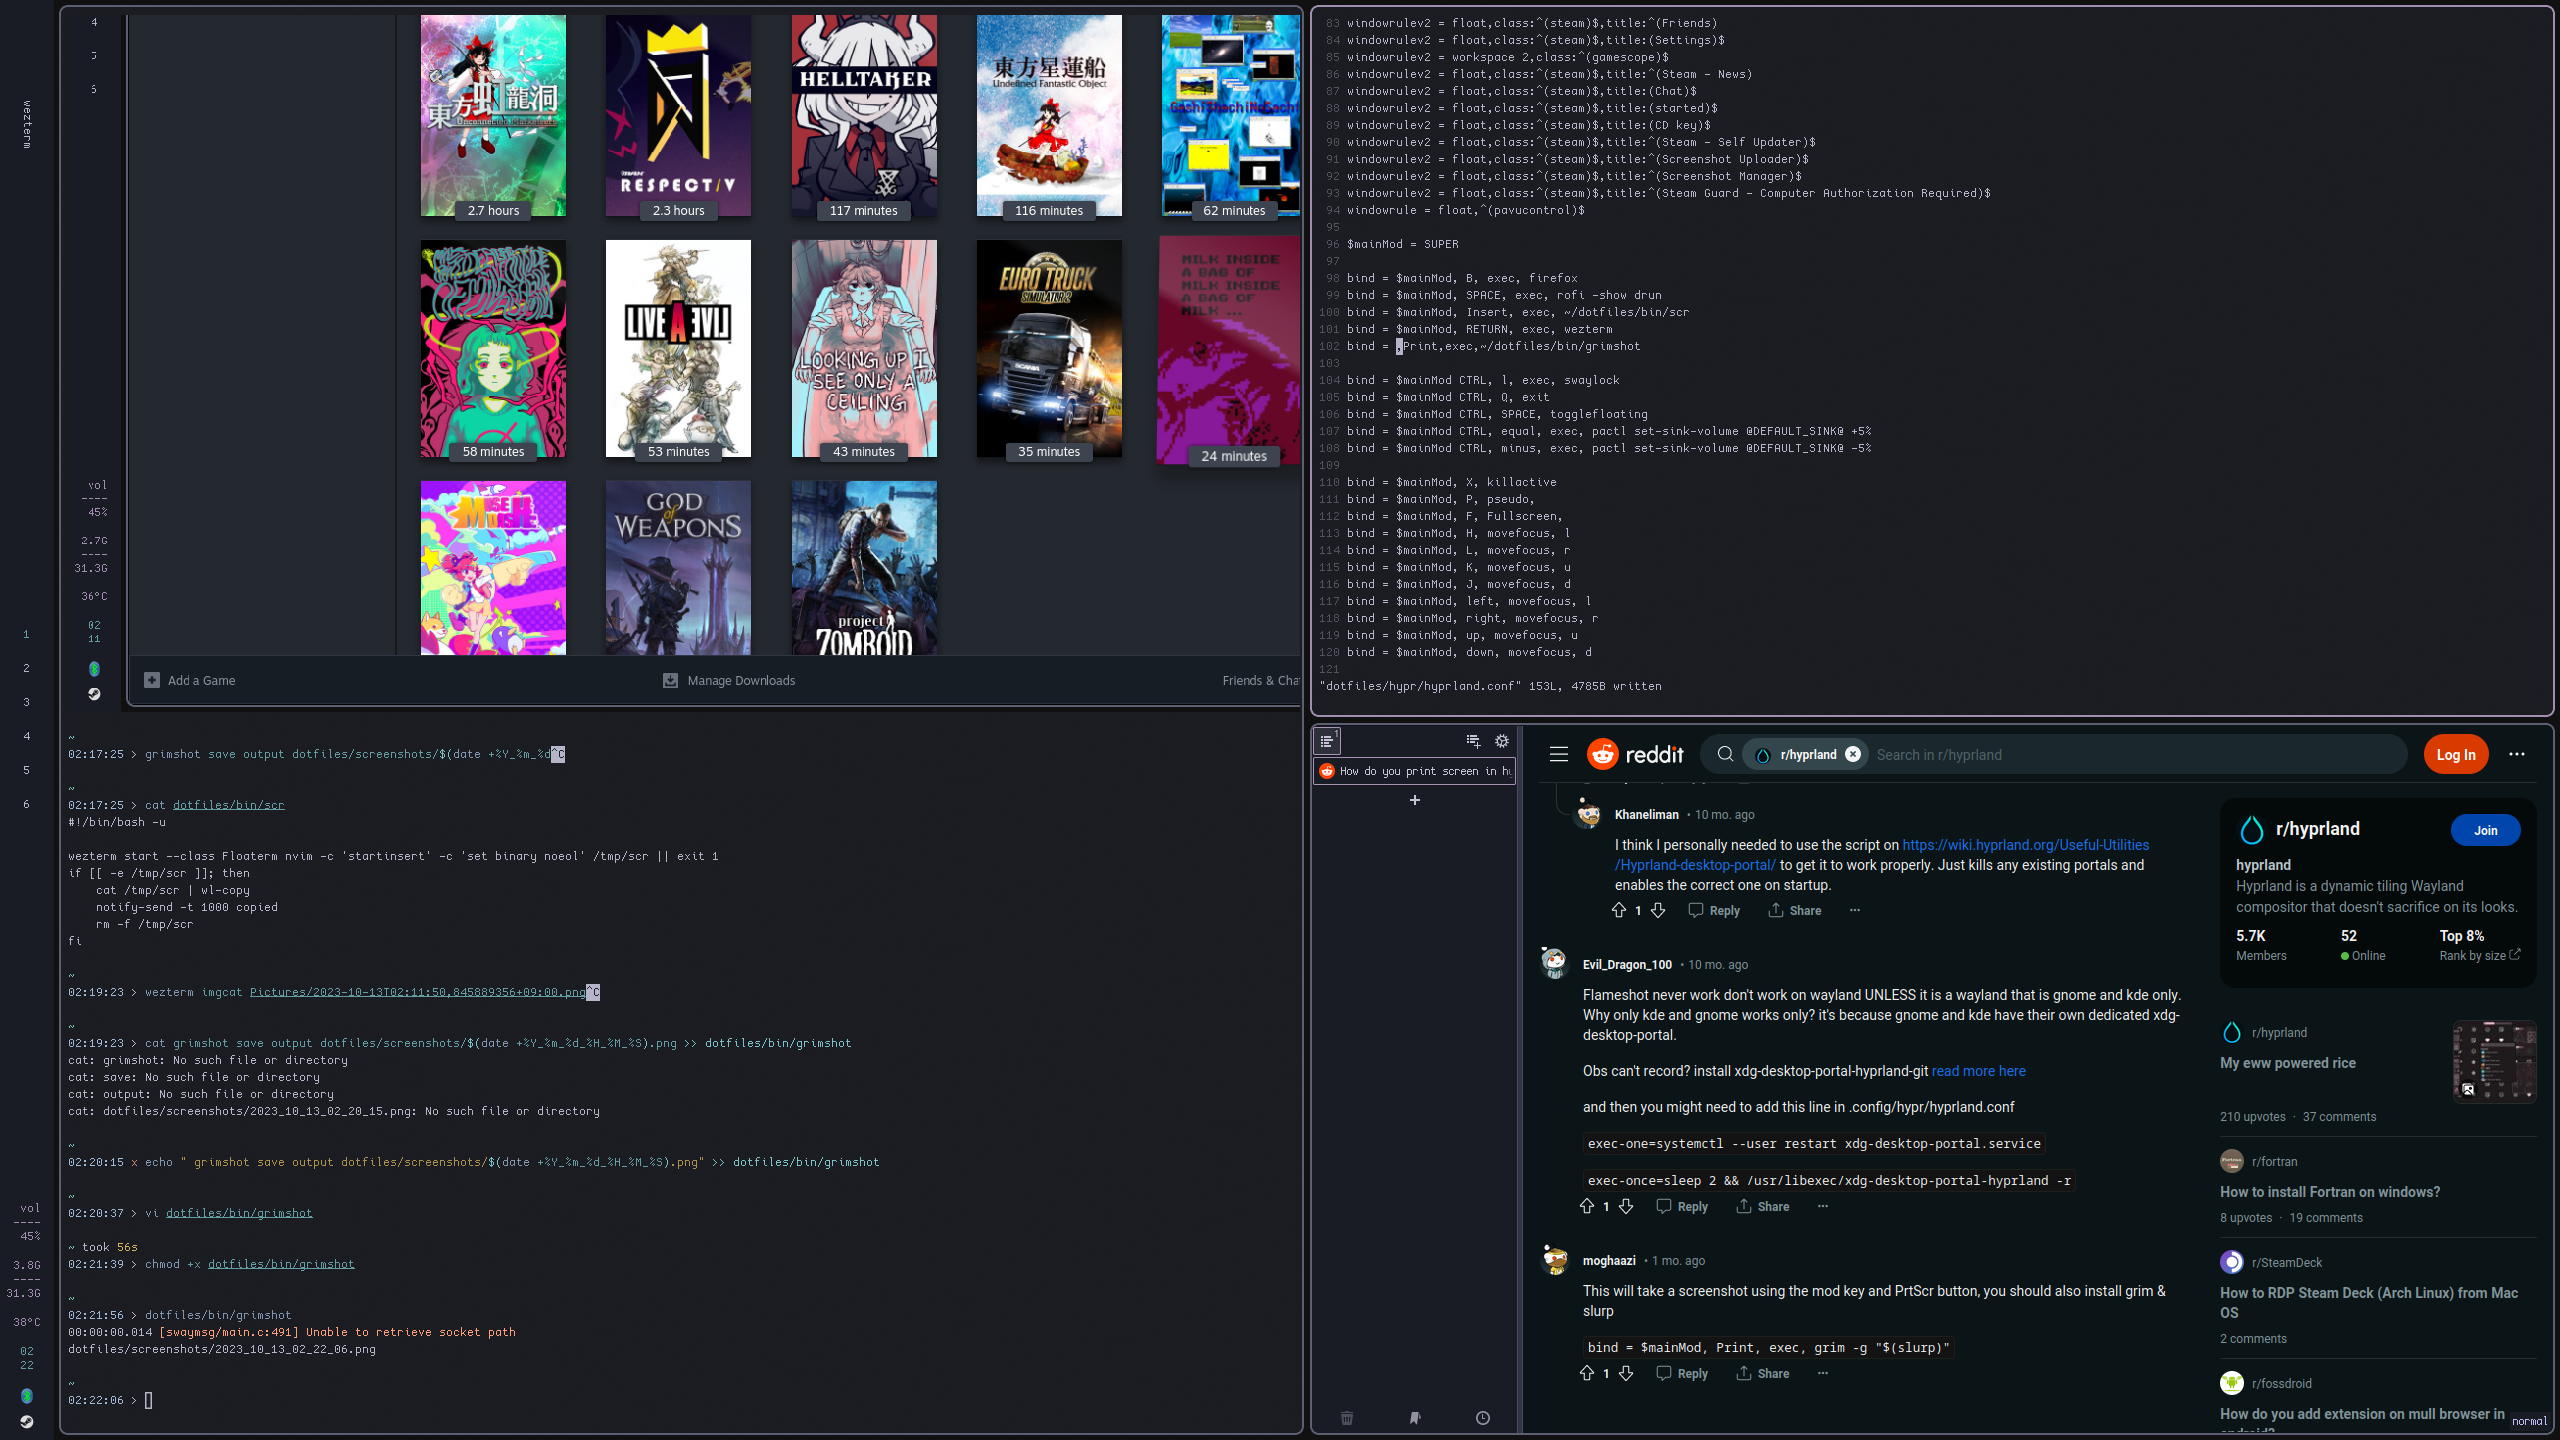 wezterm
1
2
3
4
5
6
vol
----
45%
3.8G
----
31.3G
38°C
02
22
4
5
6
vol
----
45%
2.7G
----
31.3G
36°C
02
11
東方虹龍洞
2.7 hours
RESPECT/V
2.3 hours
HELLTAKER
117 minutes
東方星蓮船
Undefined Fantastic Object
116 minutes
62 minutes
58 minutes
LIVE A LIVE
53 minutes
LOOKING UP I
SEE ONLY A
CEILING
43 minutes
EURO TRUCK
SIMULATOR 2
SCANIA
35 minutes
MILK INSIDE
A BAG OF
MILK INSIDE
A BAG OF
MILK ...
24 minutes
MUSE DASH
GOD
of
WEAPONS
project
ZOMBOID
Add a Game
Manage Downloads
Friends & Cha
~
02:17:25 > grimshot save output dotfiles/screenshots/$(date +%Y_%m_%d^C
~
02:17:25 > cat dotfiles/bin/scr
#!/bin/bash -u
wezterm start --class Floaterm nvim -c 'startinsert' -c 'set binary noeol' /tmp/scr || exit 1
if [[ -e /tmp/scr ]]; then
    cat /tmp/scr | wl-copy
    notify-send -t 1000 copied
    rm -f /tmp/scr
fi
~
02:19:23 > wezterm imgcat Pictures/2023-10-13T02:11:50,845889356+09:00.png^C
~
02:19:23 > cat grimshot save output dotfiles/screenshots/$(date +%Y_%m_%d_%H_%M_%S).png >> dotfiles/bin/grimshot
cat: grimshot: No such file or directory
cat: save: No such file or directory
cat: output: No such file or directory
cat: dotfiles/screenshots/2023_10_13_02_20_15.png: No such file or directory
~
02:20:15 x echo " grimshot save output dotfiles/screenshots/$(date +%Y_%m_%d_%H_%M_%S).png" >> dotfiles/bin/grimshot
~
02:20:37 > vi dotfiles/bin/grimshot
~ took 56s
02:21:39 > chmod +x dotfiles/bin/grimshot
~
02:21:56 > dotfiles/bin/grimshot
00:00:00.014 [swaymsg/main.c:491] Unable to retrieve socket path
dotfiles/screenshots/2023_10_13_02_22_06.png
~
02:22:06 >
83 windowrulev2 = float,class:^(steam)$,title:^(Friends)
84 windowrulev2 = float,class:^(steam)$,title:(Settings)$
85 windowrulev2 = workspace 2,class:^(gamescope)$
86 windowrulev2 = float,class:^(steam)$,title:^(Steam - News)
87 windowrulev2 = float,class:^(steam)$,title:(Chat)$
88 windowrulev2 = float,class:^(steam)$,title:(started)$
89 windowrulev2 = float,class:^(steam)$,title:(CD key)$
90 windowrulev2 = float,class:^(steam)$,title:^(Steam - Self Updater)$
91 windowrulev2 = float,class:^(steam)$,title:^(Screenshot Uploader)$
92 windowrulev2 = float,class:^(steam)$,title:^(Screenshot Manager)$
93 windowrulev2 = float,class:^(steam)$,title:^(Steam Guard - Computer Authorization Required)$
94 windowrule = float,^(pavucontrol)$
95
96 $mainMod = SUPER
97
98 bind = $mainMod, B, exec, firefox
99 bind = $mainMod, SPACE, exec, rofi -show drun
100 bind = $mainMod, Insert, exec, ~/dotfiles/bin/scr
101 bind = $mainMod, RETURN, exec, wezterm
102 bind = ,Print,exec,~/dotfiles/bin/grimshot
103
104 bind = $mainMod CTRL, l, exec, swaylock
105 bind = $mainMod CTRL, Q, exit
106 bind = $mainMod CTRL, SPACE, togglefloating
107 bind = $mainMod CTRL, equal, exec, pactl set-sink-volume @DEFAULT_SINK@ +5%
108 bind = $mainMod CTRL, minus, exec, pactl set-sink-volume @DEFAULT_SINK@ -5%
109
110 bind = $mainMod, X, killactive
111 bind = $mainMod, P, pseudo,
112 bind = $mainMod, F, Fullscreen,
113 bind = $mainMod, H, movefocus, l
114 bind = $mainMod, L, movefocus, r
115 bind = $mainMod, K, movefocus, u
116 bind = $mainMod, J, movefocus, d
117 bind = $mainMod, left, movefocus, l
118 bind = $mainMod, right, movefocus, r
119 bind = $mainMod, up, movefocus, u
120 bind = $mainMod, down, movefocus, d
121
"dotfiles/hypr/hyprland.conf" 153L, 4785B written
1
How do you print screen in hy
reddit
r/hyprland
Search in r/hyprland
Log In
Khaneliman • 10 mo. ago
I think I personally needed to use the script on https://wiki.hyprland.org/Useful-Utilities
/Hyprland-desktop-portal/ to get it to work properly. Just kills any existing portals and
enables the correct one on startup.
1 Reply Share
Evil_Dragon_100 • 10 mo. ago
Flameshot never work don't work on wayland UNLESS it is a wayland that is gnome and kde only.
Why only kde and gnome works only? it's because gnome and kde have their own dedicated xdg-
desktop-portal.
Obs can't record? install xdg-desktop-portal-hyprland-git read more here
and then you might need to add this line in .config/hypr/hyprland.conf
exec-one=systemctl --user restart xdg-desktop-portal.service
exec-once=sleep 2 && /usr/libexec/xdg-desktop-portal-hyprland -r
1 Reply Share
moghaazi • 1 mo. ago
This will take a screenshot using the mod key and PrtScr button, you should also install grim &
slurp
bind = $mainMod, Print, exec, grim -g "$(slurp)"
1 Reply Share
r/hyprland
Join
hyprland
Hyprland is a dynamic tiling Wayland
compositor that doesn't sacrifice on its looks.
5.7K 52 Top 8%
Members Online Rank by size
r/hyprland
My eww powered rice
210 upvotes · 37 comments
r/fortran
How to install Fortran on windows?
8 upvotes · 19 comments
r/SteamDeck
How to RDP Steam Deck (Arch Linux) from Mac
OS
2 comments
r/fossdroid
How do you add extension on mull browser in
normal